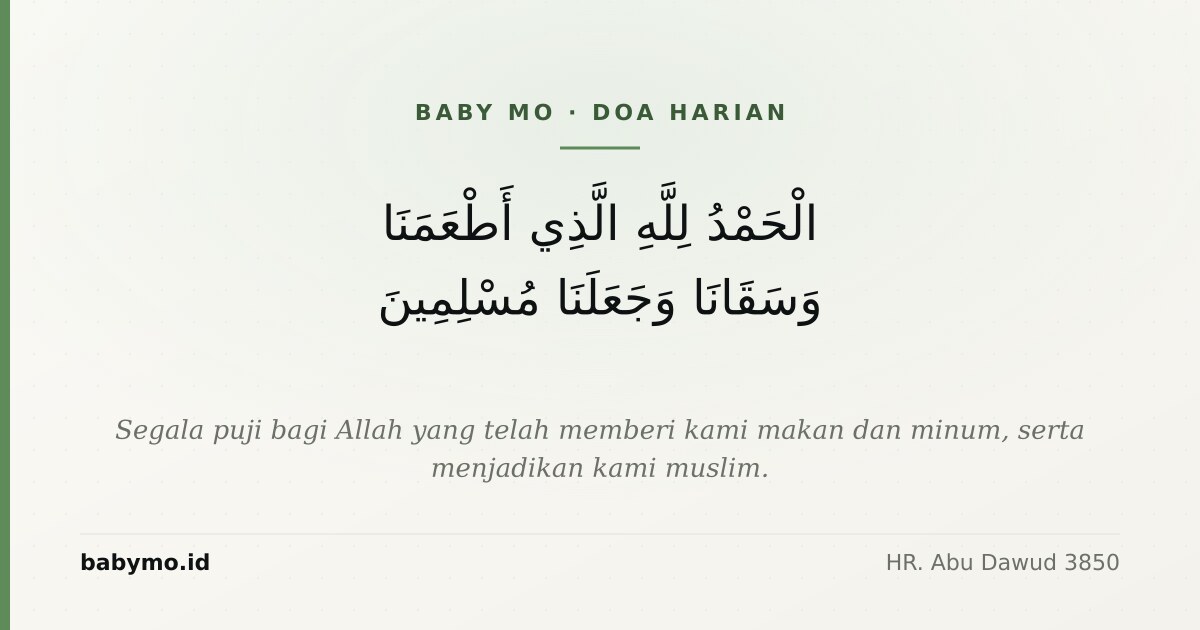 BABY MO · DOA HARIAN
الْحَمْدُ لِلَّهِ الَّذِي أَطْعَمَنَا
وَسَقَانَا وَجَعَلَنَا مُسْلِمِينَ
Segala puji bagi Allah yang telah memberi kami makan dan minum, serta
menjadikan kami muslim.
babymo.id
HR. Abu Dawud 3850